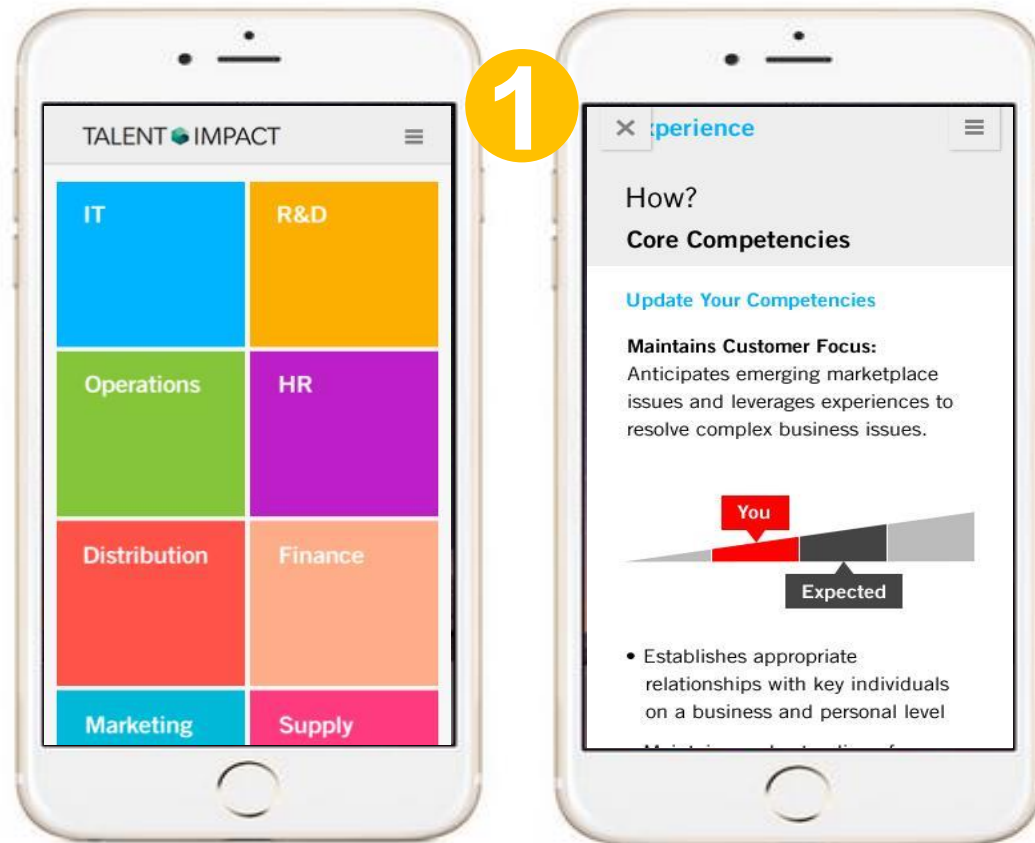 1
TALENT IMPACT
IT
R&D
Operations
HR
Distribution
Finance
Marketing
Supply
xperience
How?
Core Competencies
Update Your Competencies
Maintains Customer Focus:
Anticipates emerging marketplace
issues and leverages experiences to
resolve complex business issues.
You
Expected
• Establishes appropriate
relationships with key individuals
on a business and personal level